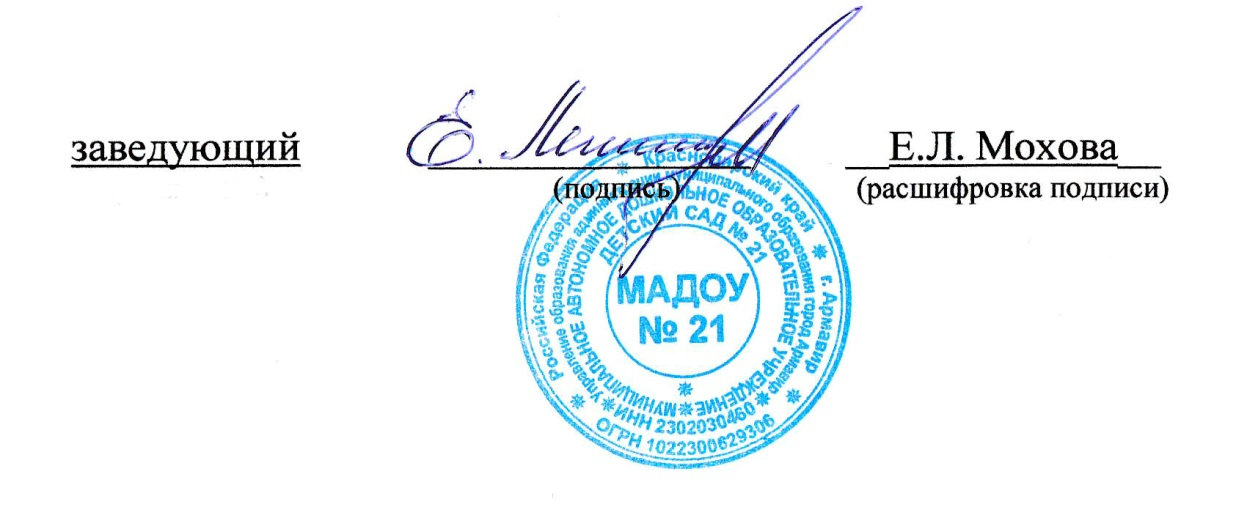 заведующий Е.Л. Мохова
(подпись) (расшифровка подписи)
Российская Федерация * Краснодарский край * г. Армавир *
Управление образования администрации муниципального образования город Армавир *
МУНИЦИПАЛЬНОЕ АВТОНОМНОЕ ДОШКОЛЬНОЕ ОБРАЗОВАТЕЛЬНОЕ УЧРЕЖДЕНИЕ *
ДЕТСКИЙ САД № 21
МАДОУ
№ 21
* ИНН 2302030460 *
ОГРН 1022300629306